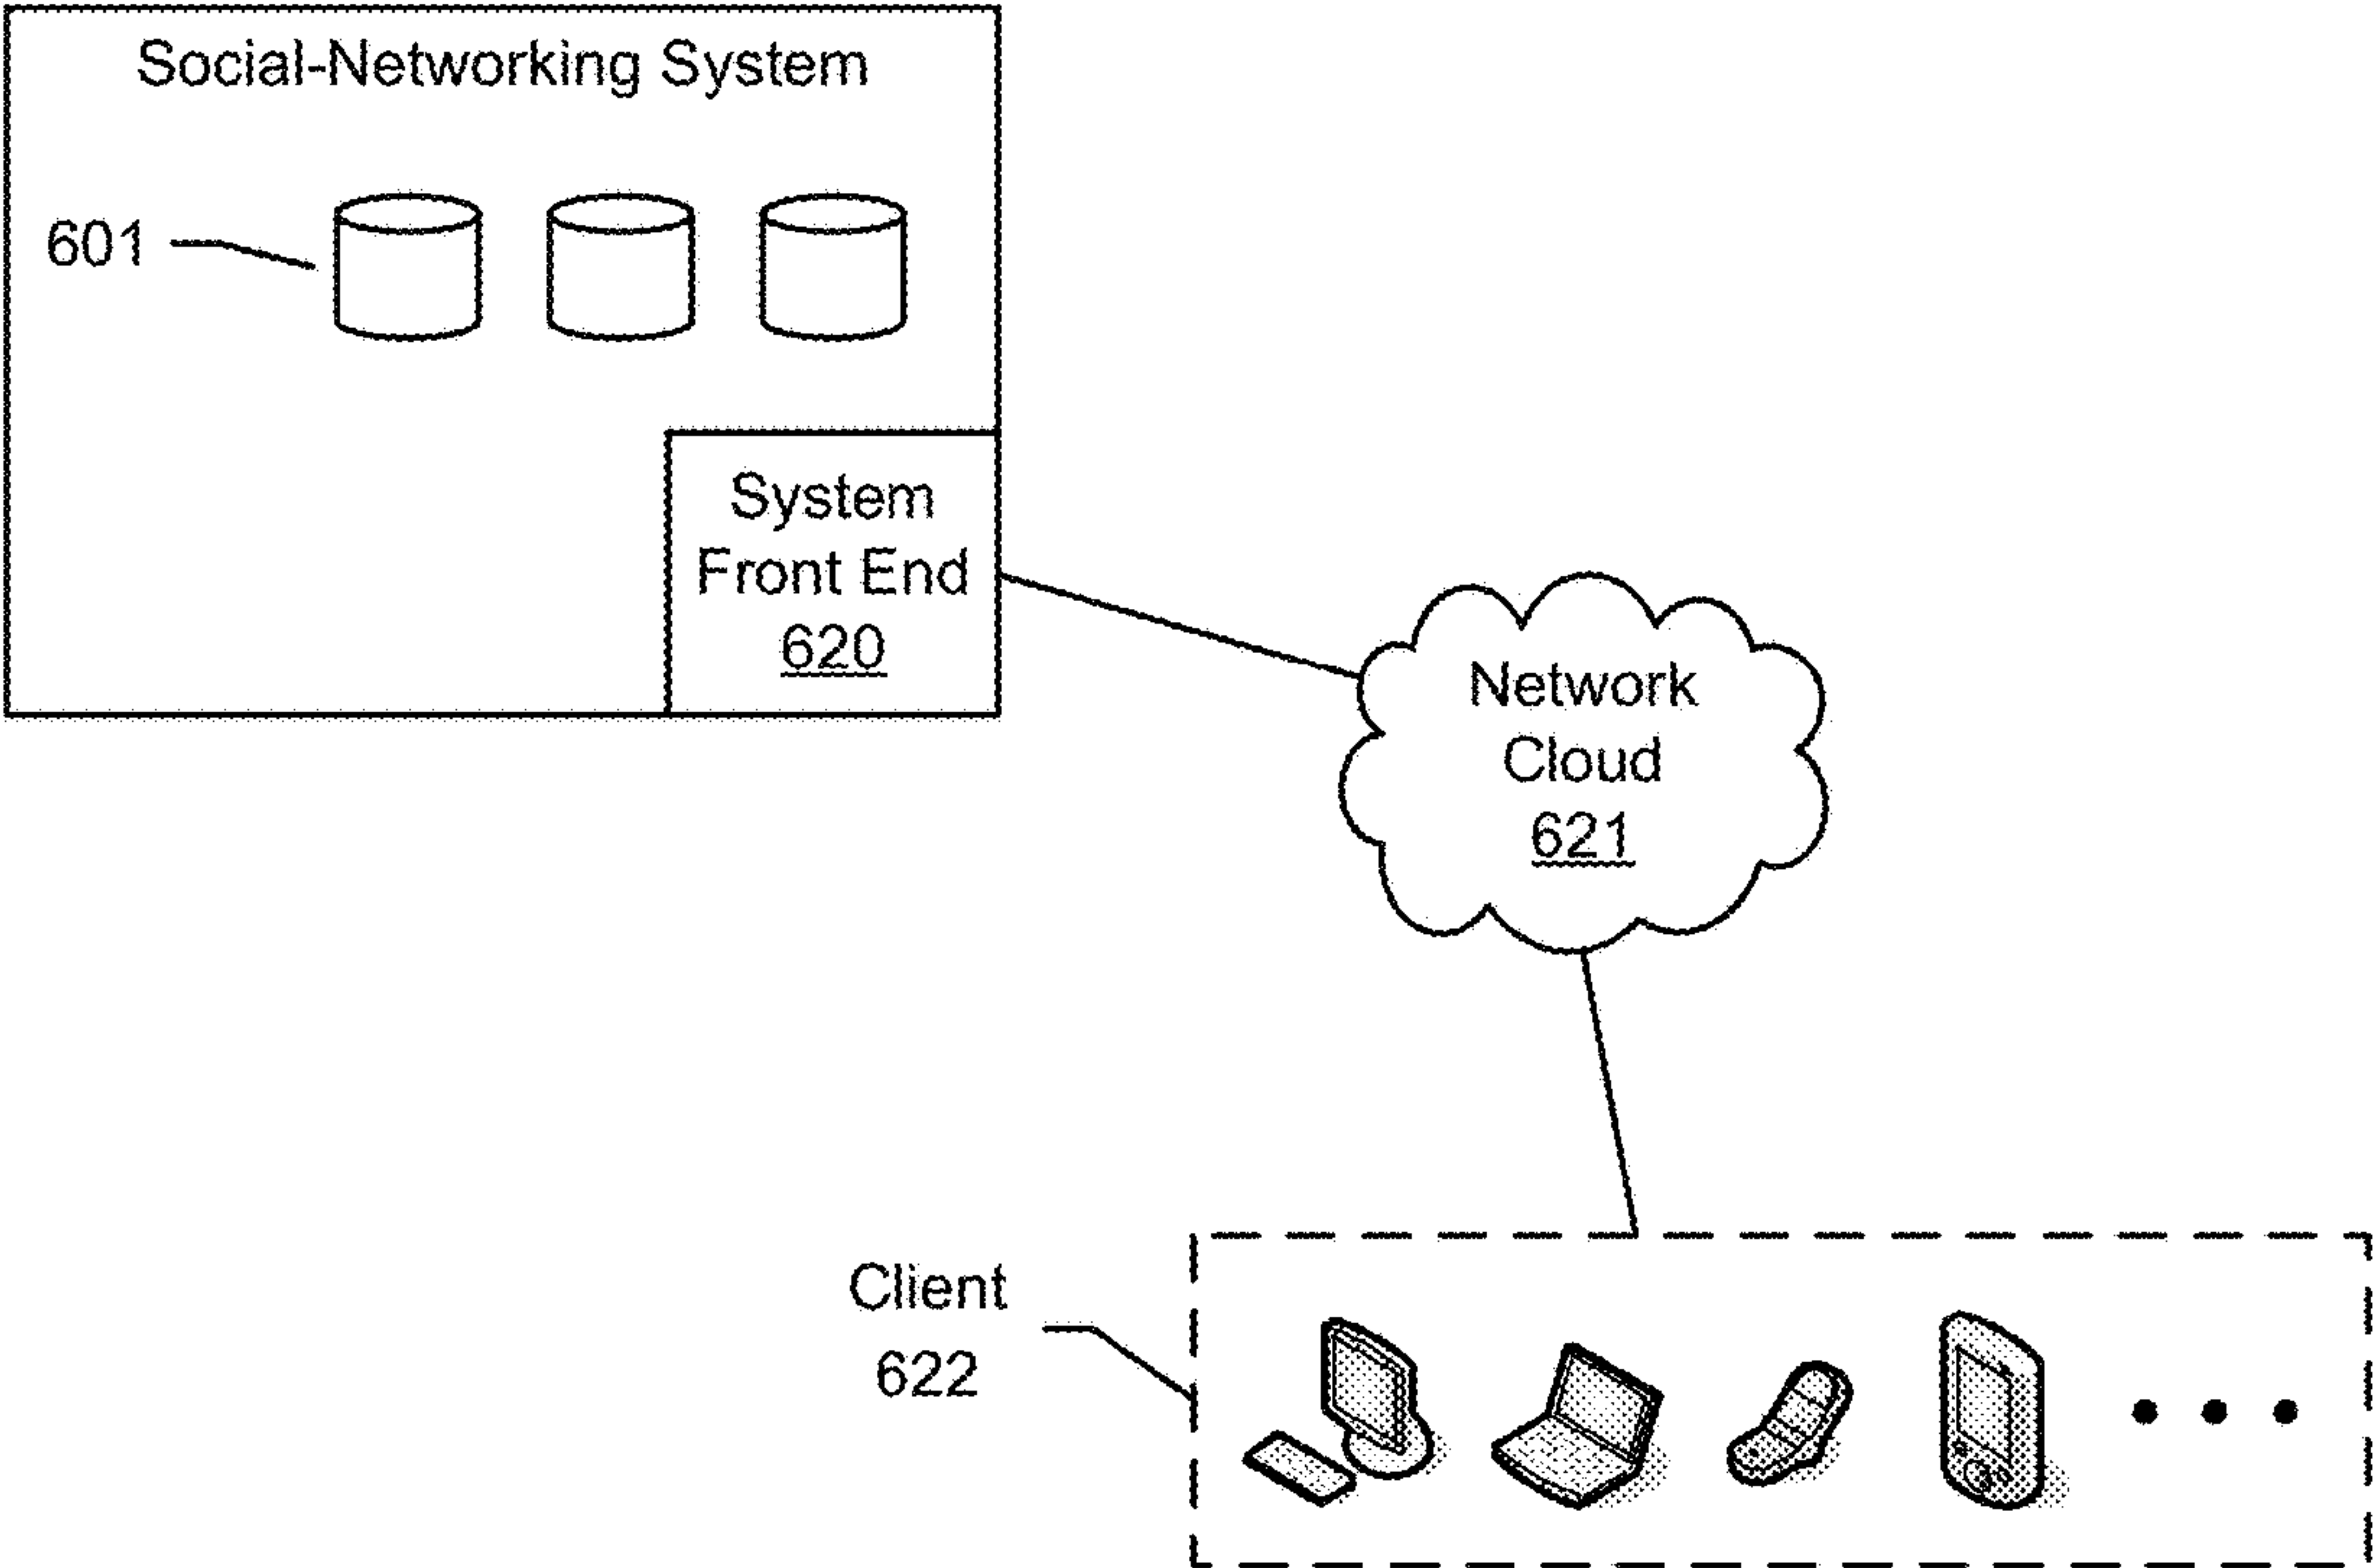 Social-Networking System
601
System
Front End
620
Network
Cloud
621
Client
622